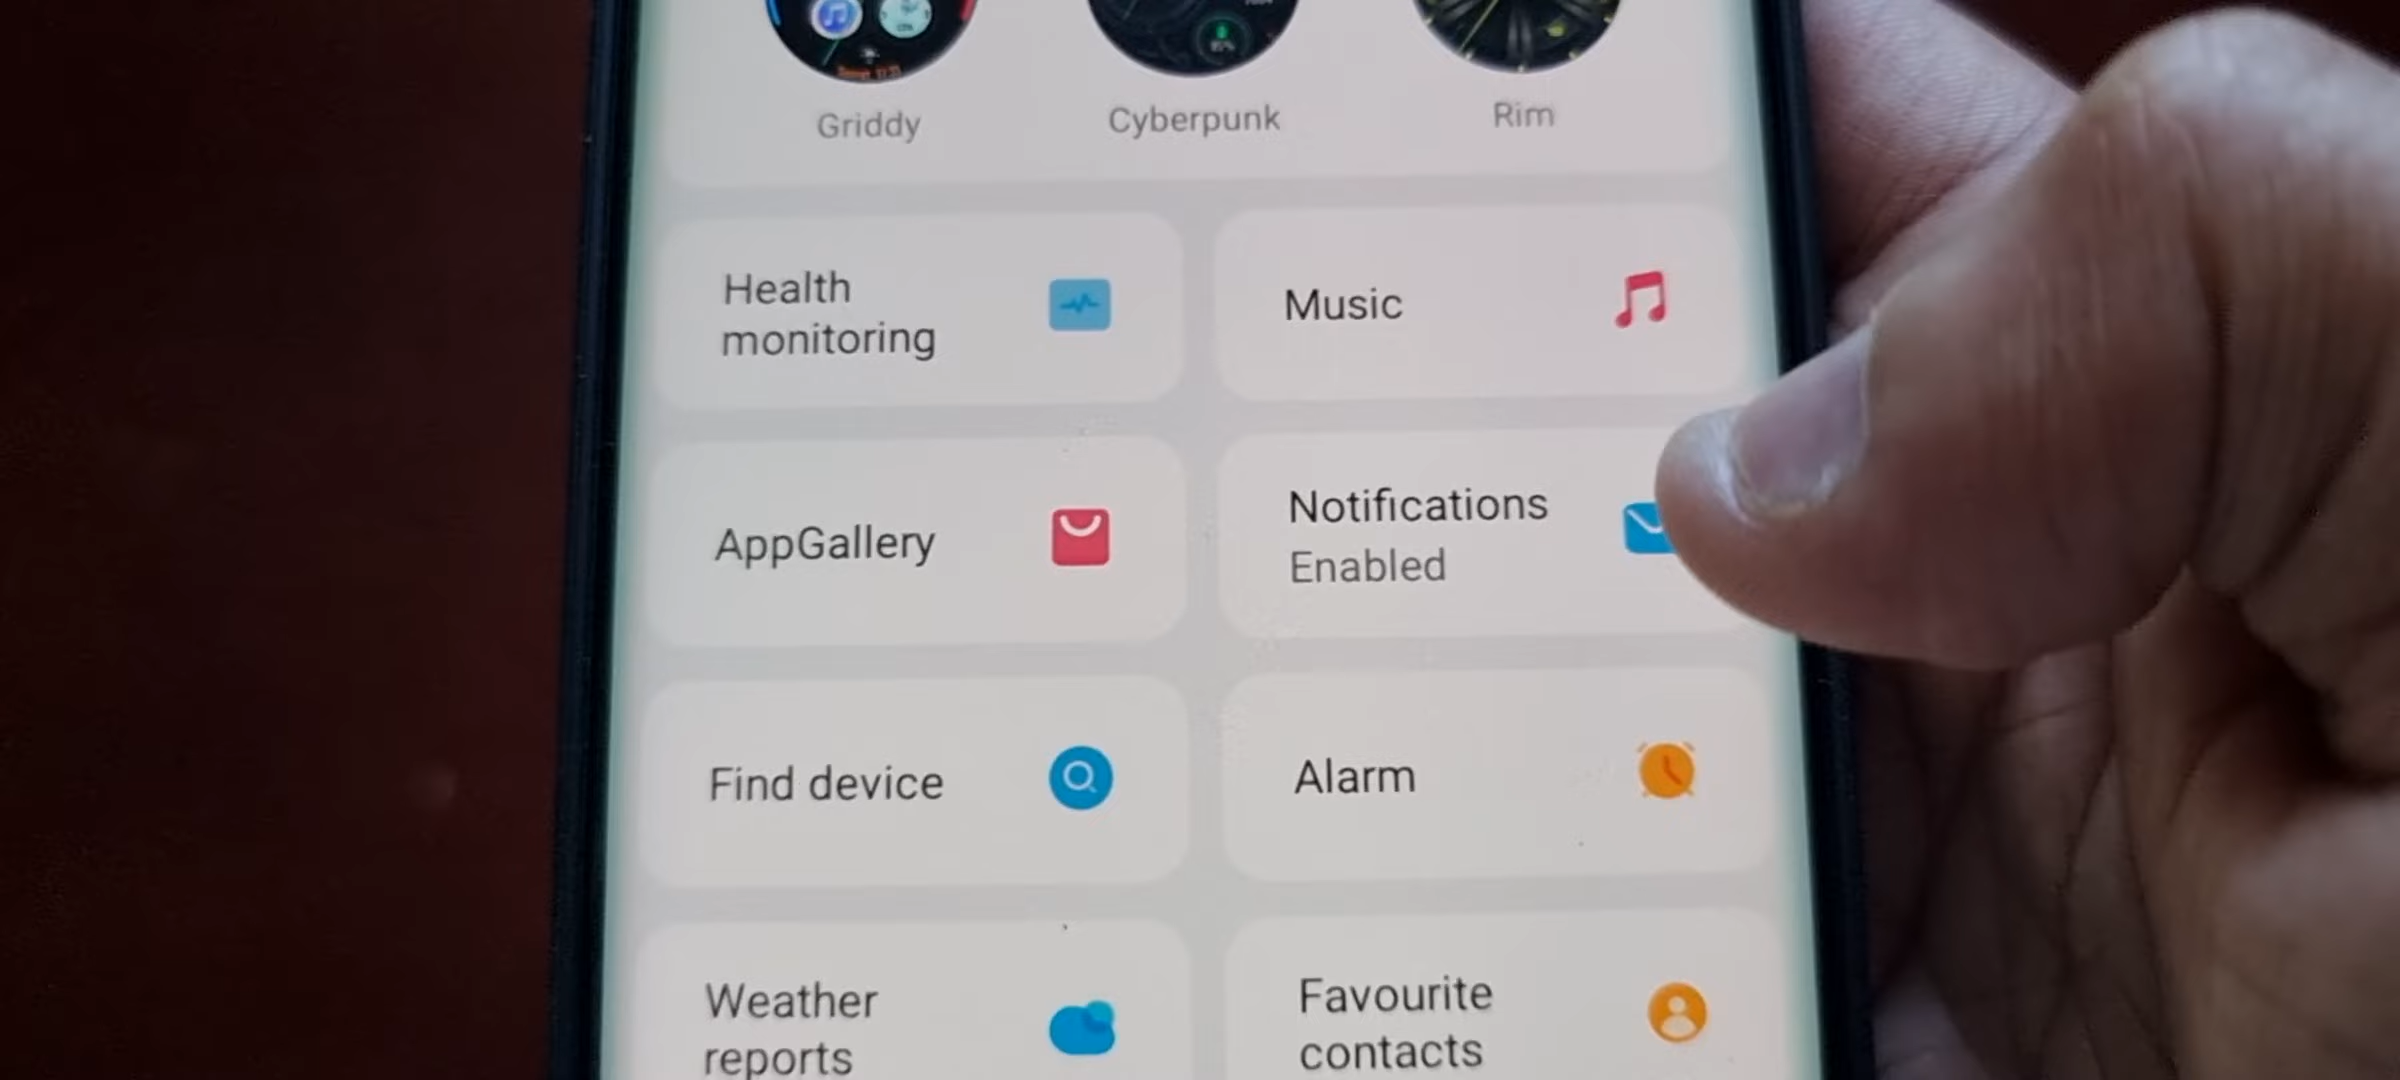 Griddy
Cyberpunk
Rim
Health
monitoring
Music
AppGallery
Notifications
Enabled
Find device
Alarm
Weather
reports
Favourite
contacts